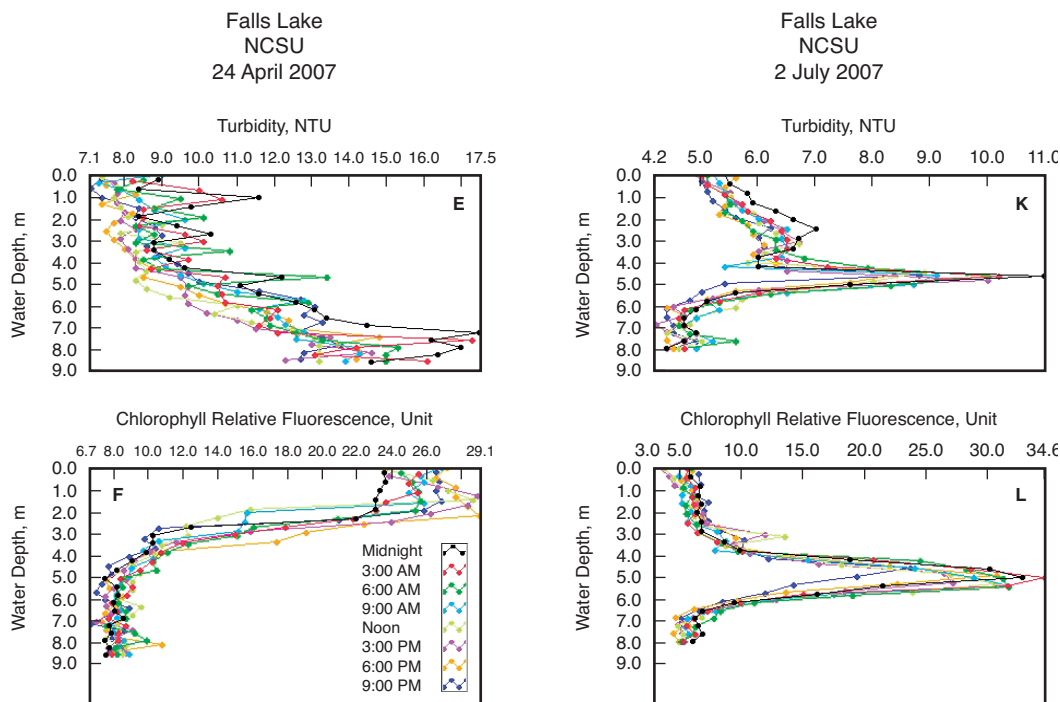 Falls Lake
NCSU
24 April 2007
Turbidity, NTU
7.1 8.0 9.0 10.0 11.0 12.0 13.0 14.0 15.0 16.0 17.5
Water Depth, m
0.0
1.0
2.0
3.0
4.0
5.0
6.0
7.0
8.0
9.0
E
Falls Lake
NCSU
2 July 2007
Turbidity, NTU
4.2 5.0 6.0 7.0 8.0 9.0 10.0 11.0
Water Depth, m
0.0
1.0
2.0
3.0
4.0
5.0
6.0
7.0
8.0
9.0
K
Chlorophyll Relative Fluorescence, Unit
6.7 8.0 10.0 12.0 14.0 16.0 17.5 20.0 22.0 24.0 26.0 29.1
Water Depth, m
0.0
1.0
2.0
3.0
4.0
5.0
6.0
7.0
8.0
9.0
F
Midnight
3:00 AM
6:00 AM
9:00 AM
Noon
3:00 PM
6:00 PM
9:00 PM
Chlorophyll Relative Fluorescence, Unit
3.0 5.0 10.0 15.0 20.0 25.0 30.0 34.6
Water Depth, m
0.0
1.0
2.0
3.0
4.0
5.0
6.0
7.0
8.0
9.0
L